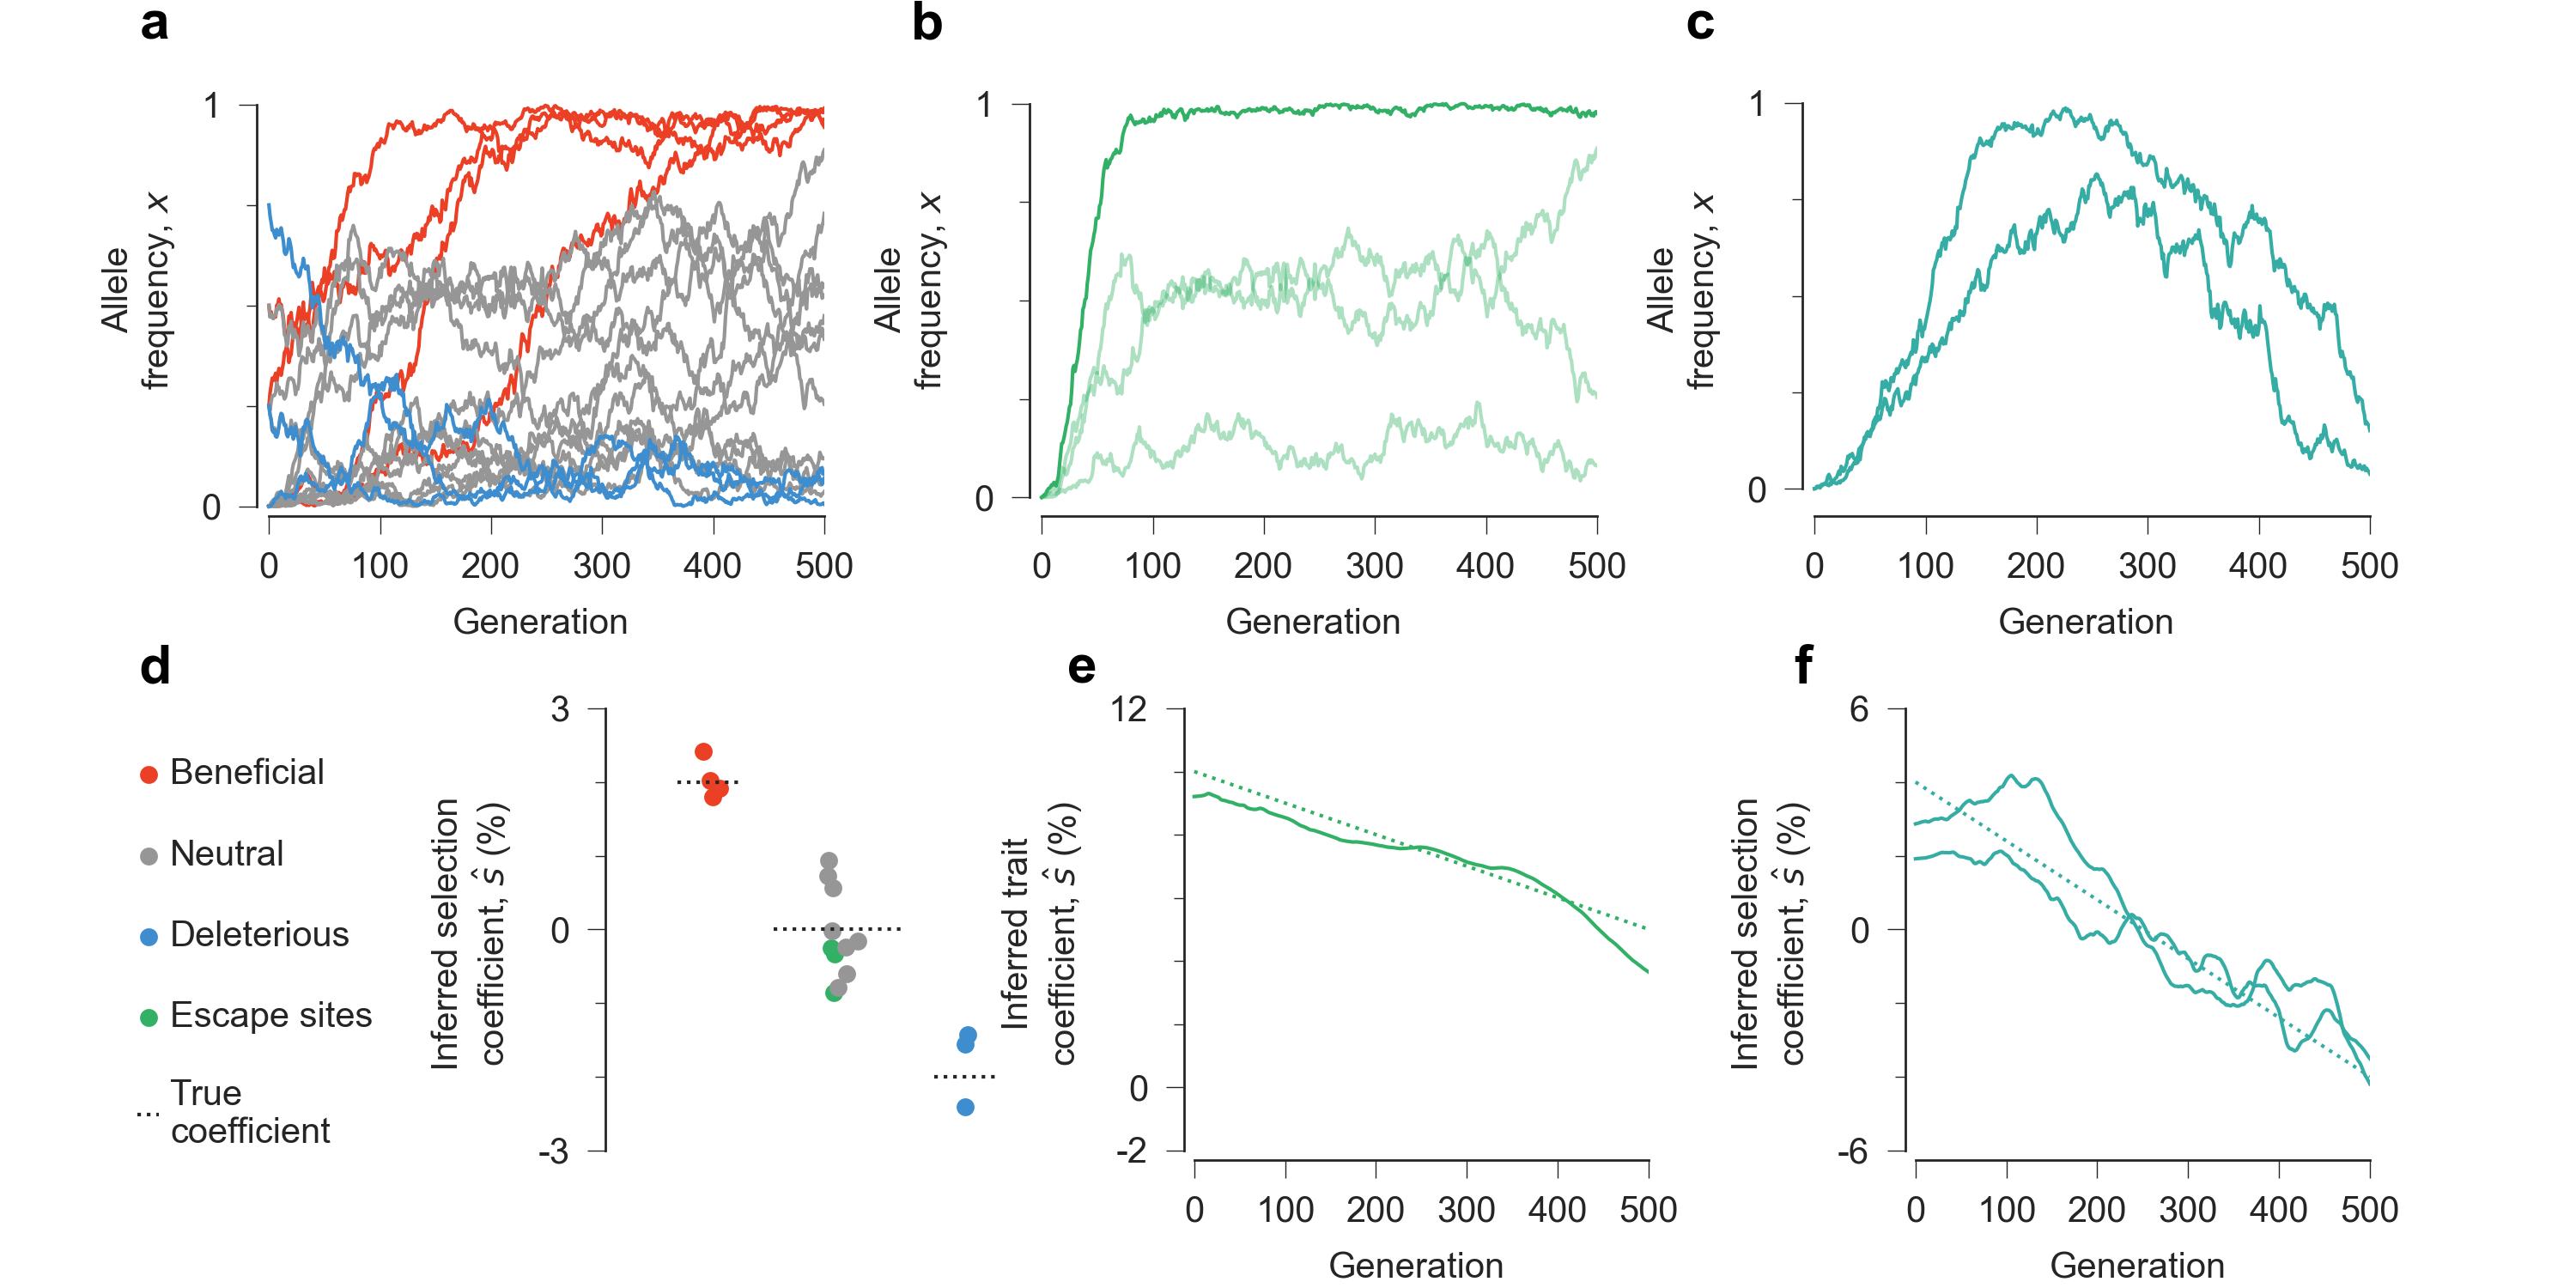 a
1
0
Allele
frequency, x
0 100 200 300 400 500
Generation
b
1
0
Allele
frequency, x
0 100 200 300 400 500
Generation
c
1
0
Allele
frequency, x
0 100 200 300 400 500
Generation
d
Beneficial
Neutral
Deleterious
Escape sites
True
coefficient
3
0
-3
Inferred selection
coefficient, ŝ (%)
e
12
0
-2
Inferred trait
coefficient, ŝ (%)
0 100 200 300 400 500
Generation
f
6
0
-6
Inferred selection
coefficient, ŝ (%)
0 100 200 300 400 500
Generation